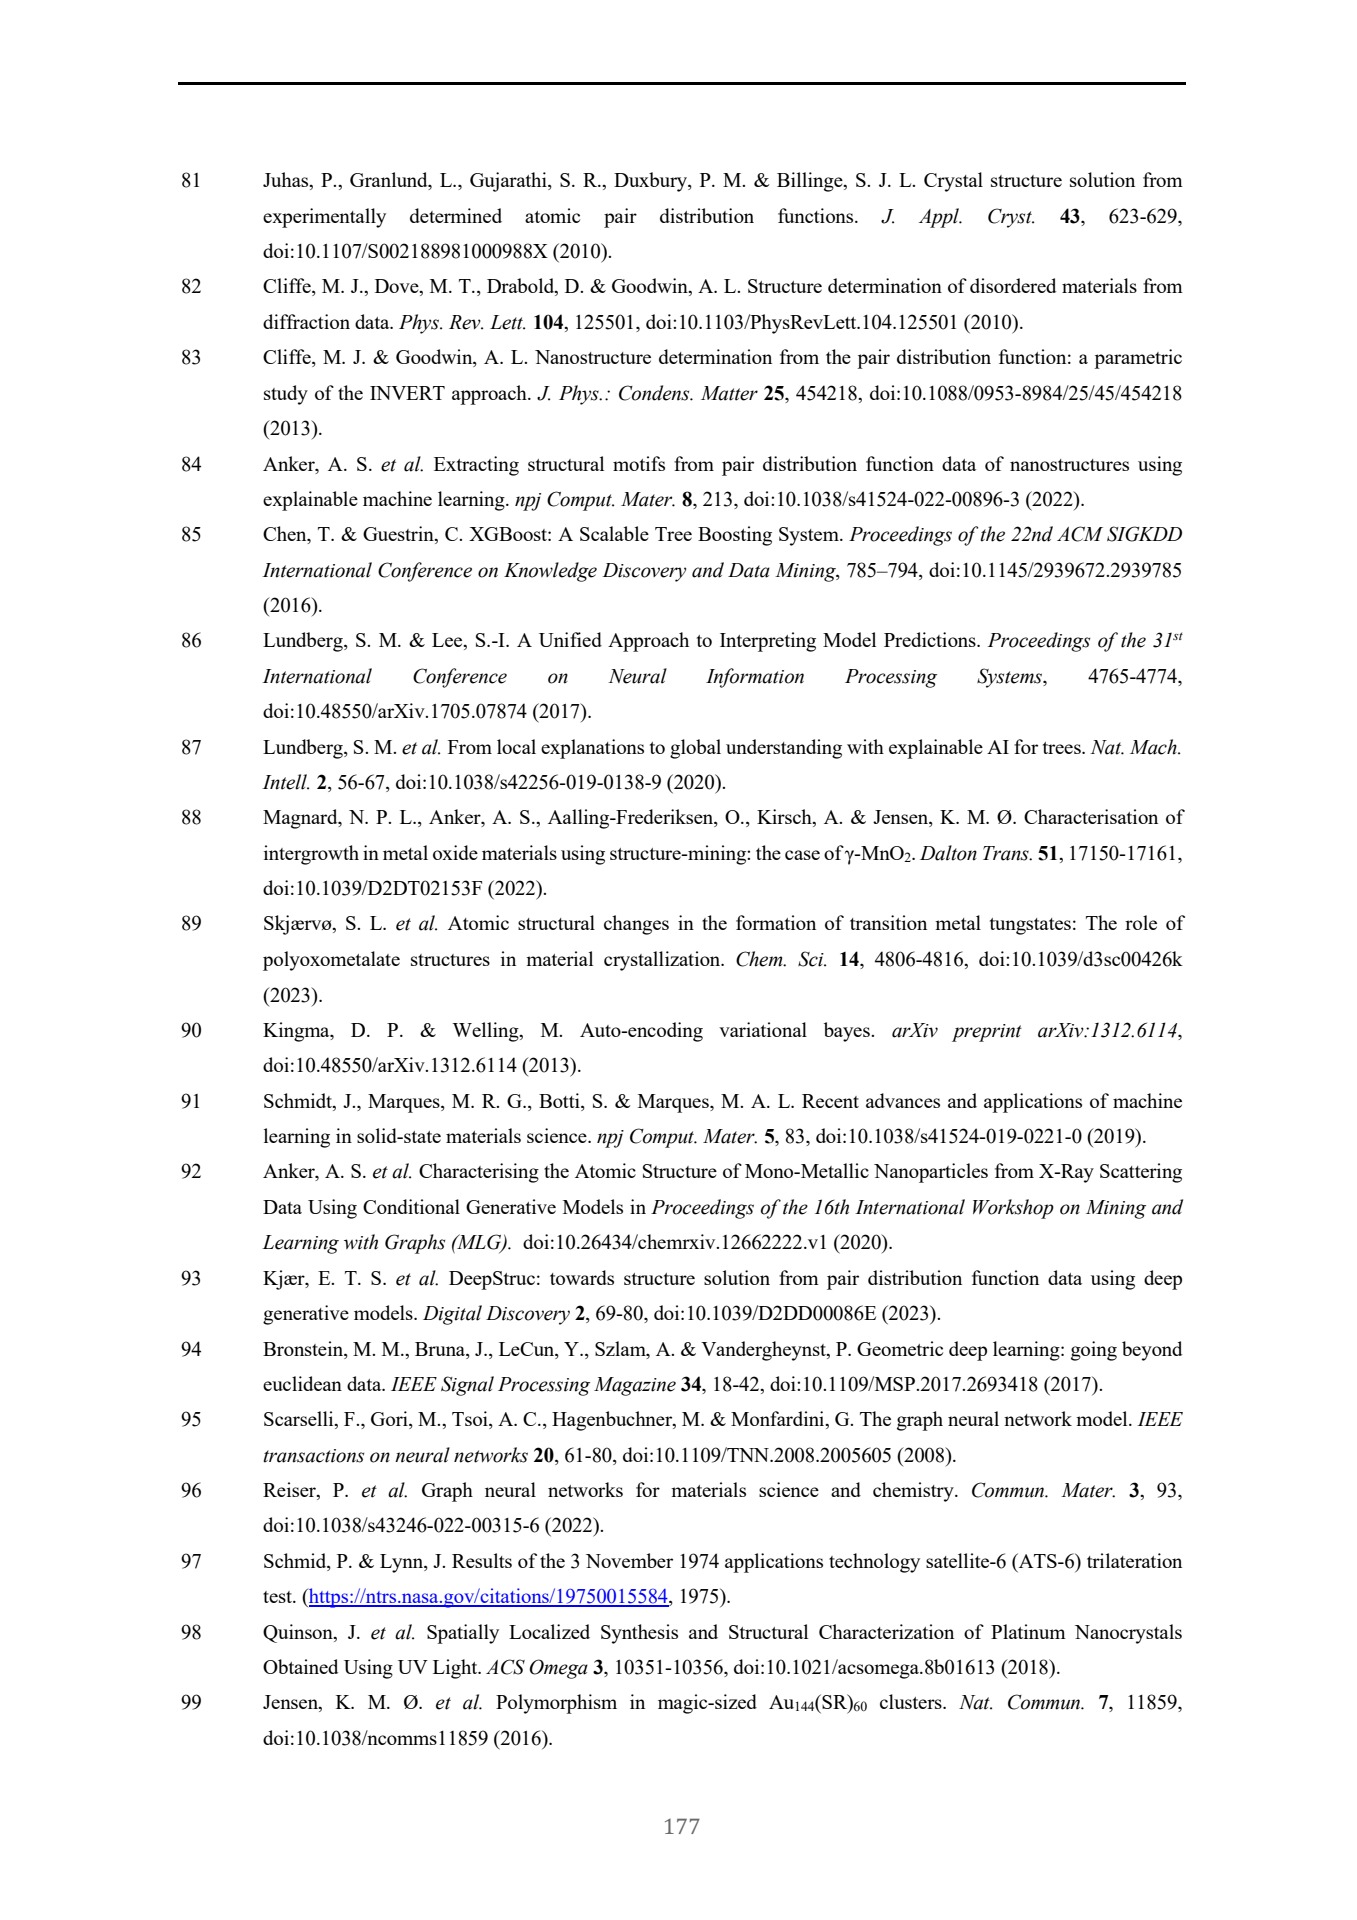 81 Juhas, P., Granlund, L., Gujarathi, S. R., Duxbury, P. M. & Billinge, S. J. L. Crystal structure solution from
experimentally determined atomic pair distribution functions. J. Appl. Cryst. 43, 623-629,
doi:10.1107/S002188981000988X (2010).
82 Cliffe, M. J., Dove, M. T., Drabold, D. & Goodwin, A. L. Structure determination of disordered materials from
diffraction data. Phys. Rev. Lett. 104, 125501, doi:10.1103/PhysRevLett.104.125501 (2010).
83 Cliffe, M. J. & Goodwin, A. L. Nanostructure determination from the pair distribution function: a parametric
study of the INVERT approach. J. Phys.: Condens. Matter 25, 454218, doi:10.1088/0953-8984/25/45/454218
(2013).
84 Anker, A. S. et al. Extracting structural motifs from pair distribution function data of nanostructures using
explainable machine learning. npj Comput. Mater. 8, 213, doi:10.1038/s41524-022-00896-3 (2022).
85 Chen, T. & Guestrin, C. XGBoost: A Scalable Tree Boosting System. Proceedings of the 22nd ACM SIGKDD
International Conference on Knowledge Discovery and Data Mining, 785–794, doi:10.1145/2939672.2939785
(2016).
86 Lundberg, S. M. & Lee, S.-I. A Unified Approach to Interpreting Model Predictions. Proceedings of the 31st
International Conference on Neural Information Processing Systems, 4765-4774,
doi:10.48550/arXiv.1705.07874 (2017).
87 Lundberg, S. M. et al. From local explanations to global understanding with explainable AI for trees. Nat. Mach.
Intell. 2, 56-67, doi:10.1038/s42256-019-0138-9 (2020).
88 Magnard, N. P. L., Anker, A. S., Aalling-Frederiksen, O., Kirsch, A. & Jensen, K. M. Ø. Characterisation of
intergrowth in metal oxide materials using structure-mining: the case of γ-MnO₂. Dalton Trans. 51, 17150-17161,
doi:10.1039/D2DT02153F (2022).
89 Skjærvø, S. L. et al. Atomic structural changes in the formation of transition metal tungstates: The role of
polyoxometalate structures in material crystallization. Chem. Sci. 14, 4806-4816, doi:10.1039/d3sc00426k
(2023).
90 Kingma, D. P. & Welling, M. Auto-encoding variational bayes. arXiv preprint arXiv:1312.6114,
doi:10.48550/arXiv.1312.6114 (2013).
91 Schmidt, J., Marques, M. R. G., Botti, S. & Marques, M. A. L. Recent advances and applications of machine
learning in solid-state materials science. npj Comput. Mater. 5, 83, doi:10.1038/s41524-019-0221-0 (2019).
92 Anker, A. S. et al. Characterising the Atomic Structure of Mono-Metallic Nanoparticles from X-Ray Scattering
Data Using Conditional Generative Models in Proceedings of the 16th International Workshop on Mining and
Learning with Graphs (MLG). doi:10.26434/chemrxiv.12662222.v1 (2020).
93 Kjær, E. T. S. et al. DeepStruc: towards structure solution from pair distribution function data using deep
generative models. Digital Discovery 2, 69-80, doi:10.1039/D2DD00086E (2023).
94 Bronstein, M. M., Bruna, J., LeCun, Y., Szlam, A. & Vandergheynst, P. Geometric deep learning: going beyond
euclidean data. IEEE Signal Processing Magazine 34, 18-42, doi:10.1109/MSP.2017.2693418 (2017).
95 Scarselli, F., Gori, M., Tsoi, A. C., Hagenbuchner, M. & Monfardini, G. The graph neural network model. IEEE
transactions on neural networks 20, 61-80, doi:10.1109/TNN.2008.2005605 (2008).
96 Reiser, P. et al. Graph neural networks for materials science and chemistry. Commun. Mater. 3, 93,
doi:10.1038/s43246-022-00315-6 (2022).
97 Schmid, P. & Lynn, J. Results of the 3 November 1974 applications technology satellite-6 (ATS-6) trilateration
test. (https://ntrs.nasa.gov/citations/19750015584, 1975).
98 Quinson, J. et al. Spatially Localized Synthesis and Structural Characterization of Platinum Nanocrystals
Obtained Using UV Light. ACS Omega 3, 10351-10356, doi:10.1021/acsomega.8b01613 (2018).
99 Jensen, K. M. Ø. et al. Polymorphism in magic-sized Au₁₄₄(SR)₆₀ clusters. Nat. Commun. 7, 11859,
doi:10.1038/ncomms11859 (2016).
177